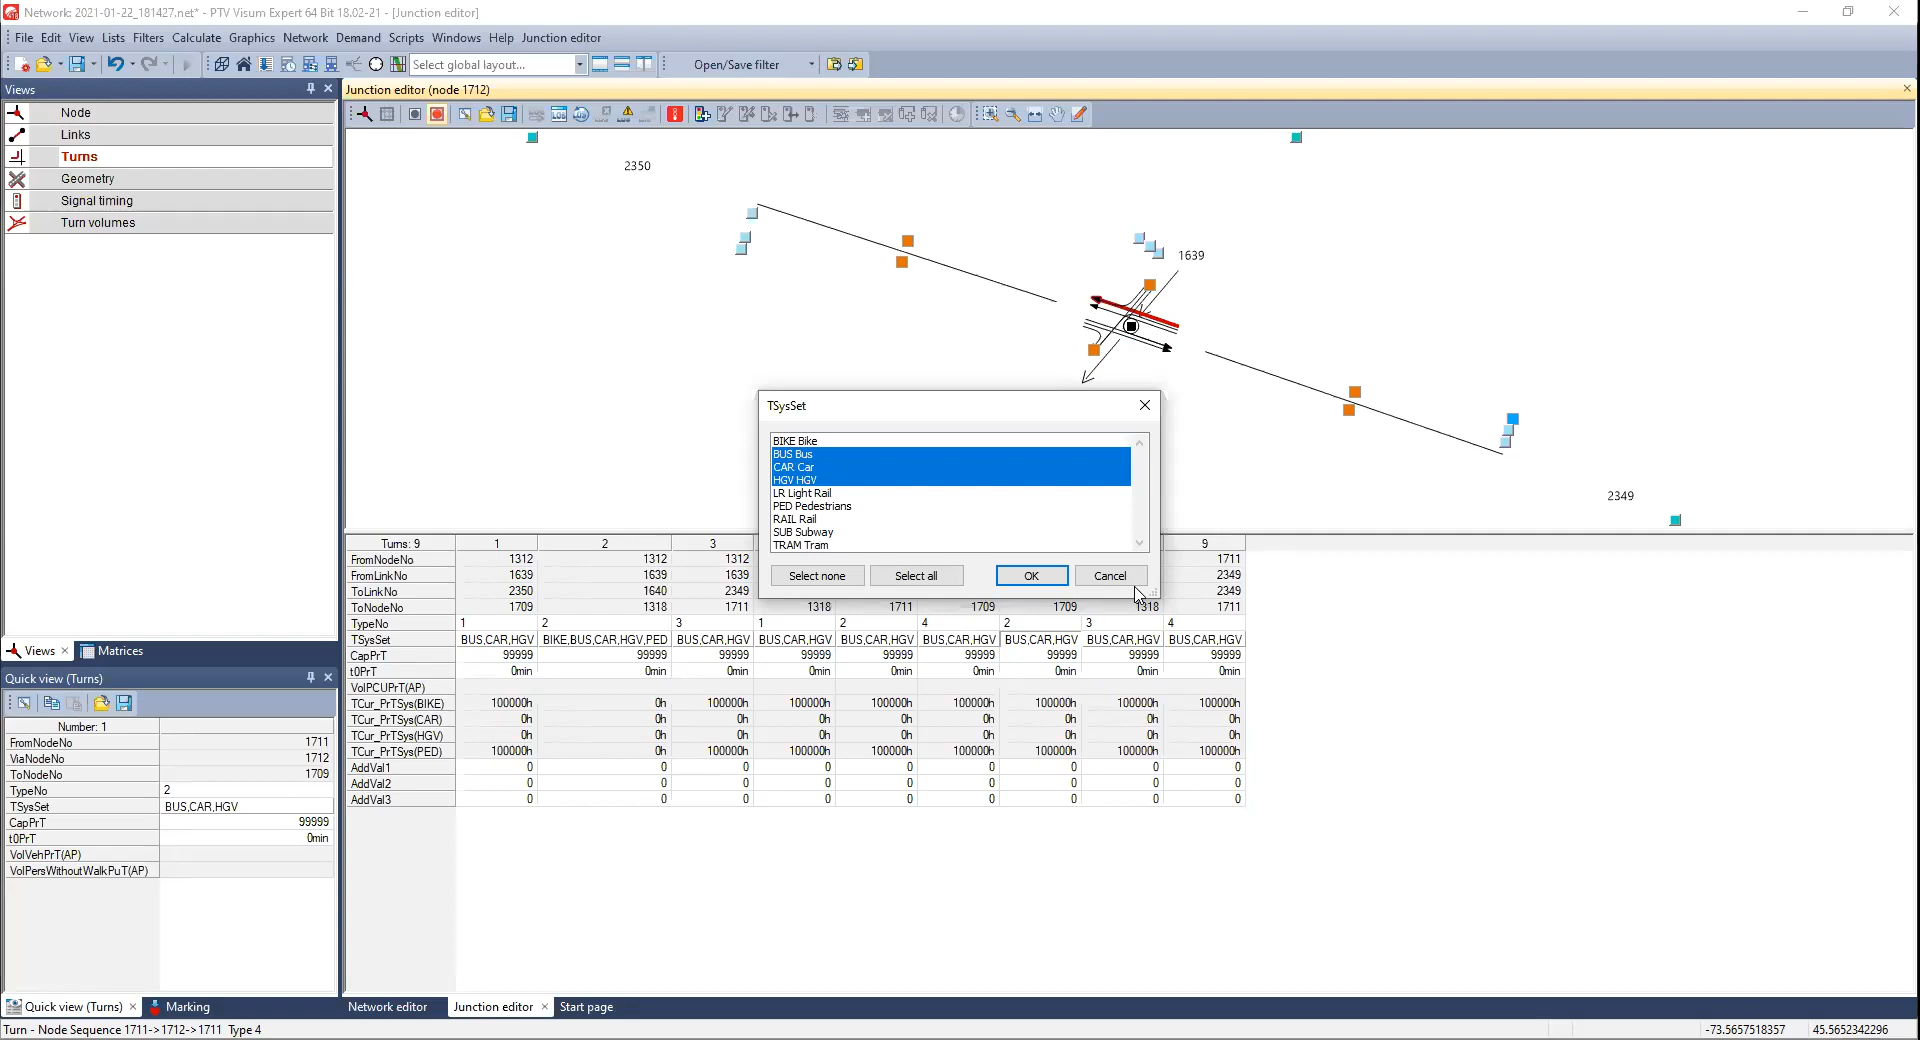 Network: 2021-01-22_181427.net* - PTV Visum Expert 64 Bit 18.02-21 - [Junction editor]
File Edit View Lists Filters Calculate Graphics Network Demand Scripts Windows Help Junction editor
Select global layout... Open/Save filter
Views
Node
Links
Turns
Geometry
Signal timing
Turn volumes
Views Matrices
Quick view (Turns)
Number: 1
FromNodeNo 1711
ViaNodeNo 1712
ToNodeNo 1709
TypeNo 2
TSysSet BUS,CAR,HGV
CapPrT 99999
t0PrT 0min
VolVehPrT(AP)
VolPersWithoutWalkPuT(AP)
Quick view (Turns) Marking
Junction editor (node 1712)
2350
1639
2349
TSysSet
BIKE Bike
BUS Bus
CAR Car
HGV HGV
LR Light Rail
PED Pedestrians
RAIL Rail
SUB Subway
TRAM Tram
Select none Select all OK Cancel
Turns: 9 1 2 3 9
FromNodeNo 1312 1312 1312 1711
FromLinkNo 1639 1639 1639 2349
ToLinkNo 2350 1640 2349 2349
ToNodeNo 1709 1318 1711 1318 1711 1709 1709 1318 1711
TypeNo 1 2 3 1 2 4 2 3 4
TSysSet BUS,CAR,HGV BIKE,BUS,CAR,HGV,PED BUS,CAR,HGV BUS,CAR,HGV BUS,CAR,HGV BUS,CAR,HGV BUS,CAR,HGV BUS,CAR,HGV BUS,CAR,HGV
CapPrT 99999 99999 99999 99999 99999 99999 99999 99999 99999
t0PrT 0min 0min 0min 0min 0min 0min 0min 0min 0min
VolPCUPrT(AP)
TCur_PrTSys(BIKE) 100000h 0h 100000h 100000h 100000h 100000h 100000h 100000h 100000h
TCur_PrTSys(CAR) 0h 0h 0h 0h 0h 0h 0h 0h 0h
TCur_PrTSys(HGV) 0h 0h 0h 0h 0h 0h 0h 0h 0h
TCur_PrTSys(PED) 100000h 0h 100000h 100000h 100000h 100000h 100000h 100000h 100000h
AddVal1 0 0 0 0 0 0 0 0 0
AddVal2 0 0 0 0 0 0 0 0 0
AddVal3 0 0 0 0 0 0 0 0 0
Network editor Junction editor Start page
Turn - Node Sequence 1711->1712->1711 Type 4
-73.5657518357 45.5652342296